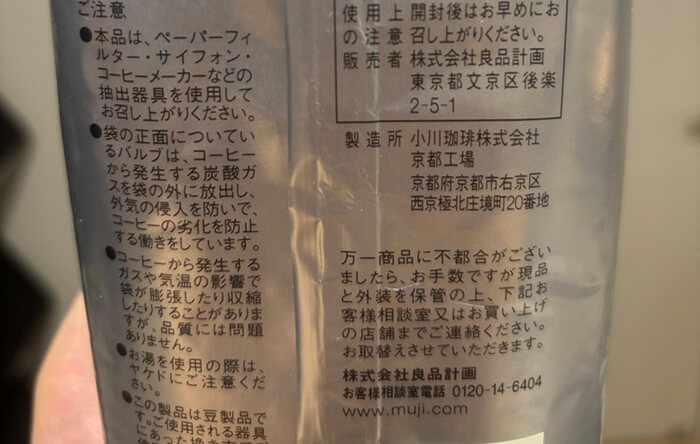 ご注意
●本品は、ペーパーフィ
ルター・サイフォン・
コーヒーメーカーなどの
抽出器具を使用して
お召し上がりください。
●袋の正面についてい
るバルブは、コーヒー
から発生する炭酸ガ
スを袋の外に放出し、
外気の侵入を防いで、
コーヒーの劣化を防止
する働きをしています。
●コーヒーから発生する
ガスや気温の影響で
袋が膨張したり収縮
したりすることがありま
すが、品質には問題
ありません。
●お湯を使用の際は、
ヤケドにご注意くだ
さい。
●この製品は豆製品で
す。ご使用される器具
にあった挽き
使用上 開封後はお早めにお
の注意 召し上がりください。
販売者 株式会社良品計画
東京都文京区後楽
2-5-1
製造所 小川珈琲株式会社
京都工場
京都府京都市右京区
西京極北庄境町20番地
万一商品に不都合がござい
ましたら、お手数ですが現品
と外装を保管の上、下記お
客様相談室又はお買い上げ
の店舗までご連絡ください。
お取替えさせていただきます。
株式会社良品計画
お客様相談室電話 0120-14-6404
www.muji.com